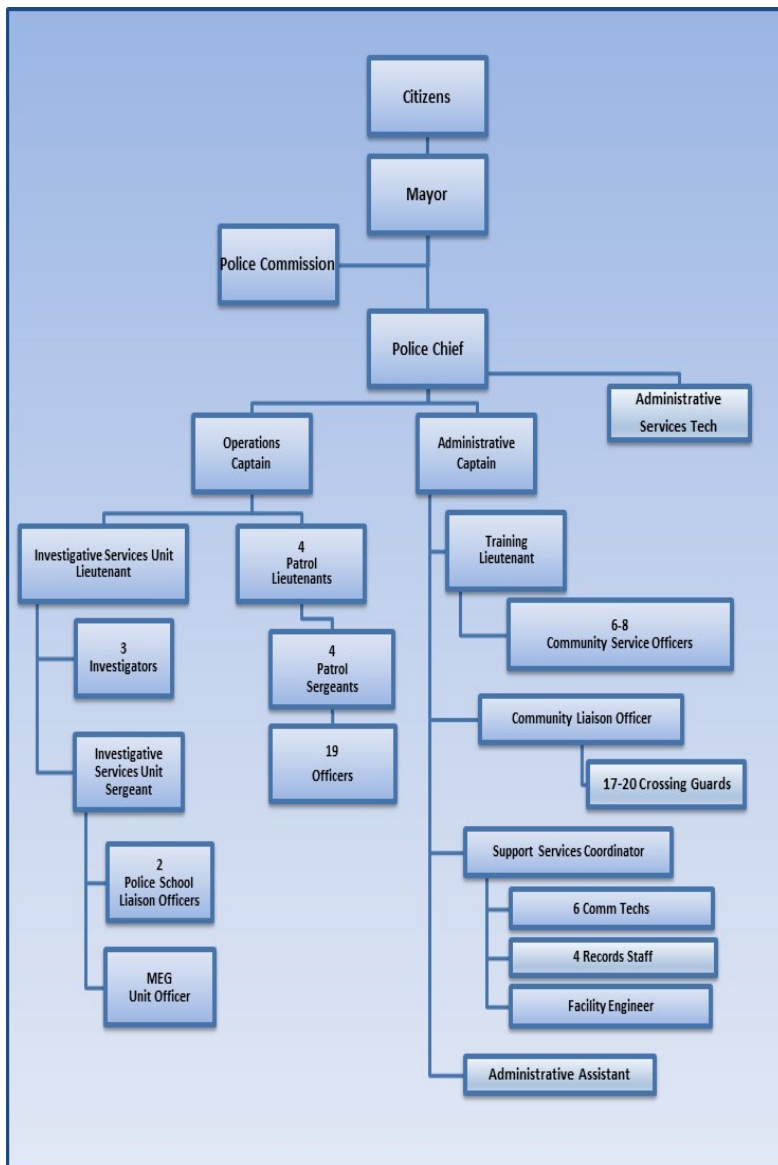 Citizens
Mayor
Police Commission
Police Chief
Administrative
Services Tech
Operations
Captain
Administrative
Captain
Investigative Services Unit
Lieutenant
4
Patrol
Lieutenants
Training
Lieutenant
3
Investigators
4
Patrol
Sergeants
6-8
Community Service Officers
Investigative
Services Unit
Sergeant
19
Officers
Community Liaison Officer
17-20 Crossing Guards
2
Police School
Liaison Officers
Support Services Coordinator
6 Comm Techs
4 Records Staff
MEG
Unit Officer
Facility Engineer
Administrative Assistant